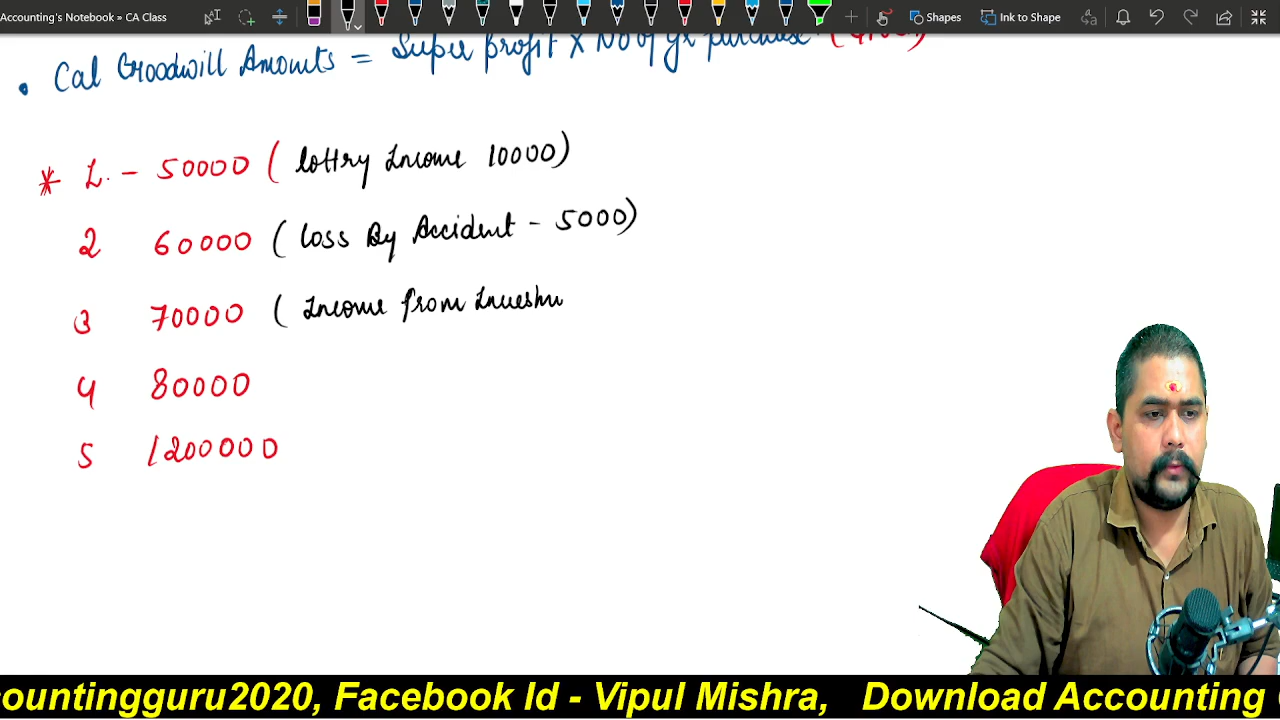 Accounting's Notebook » CA Class
Shapes
Ink to Shape
• Cal Goodwill Amounts = Super profit X No of yr purchase
* 1. - 50000 ( lottry Income 10000)
2 60000 ( Loss By Accident - 5000)
3 70000 ( Income from Investm
4 80000
5 1200000
countingguru2020, Facebook Id - Vipul Mishra, Download Accounting